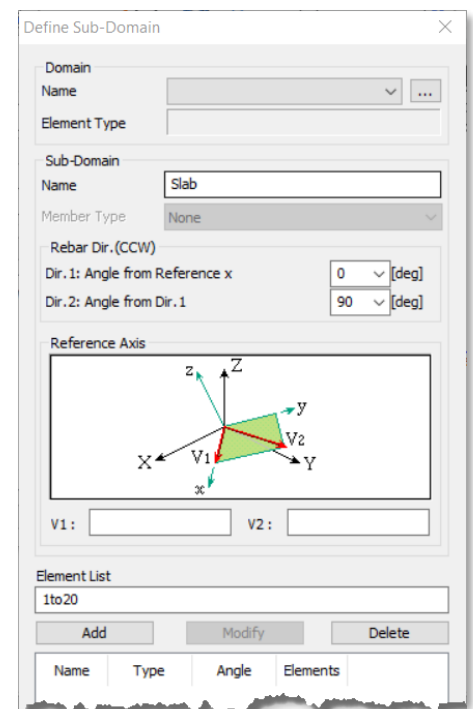 Define Sub-Domain
Domain
Name
...
Element Type
Sub-Domain
Name Slab
Member Type None
Rebar Dir.(CCW)
Dir.1: Angle from Reference x 0 [deg]
Dir.2: Angle from Dir.1 90 [deg]
Reference Axis
z Z
y
V2
X V1 Y
x
V1: V2:
Element List
1to20
Add Modify Delete
Name Type Angle Elements